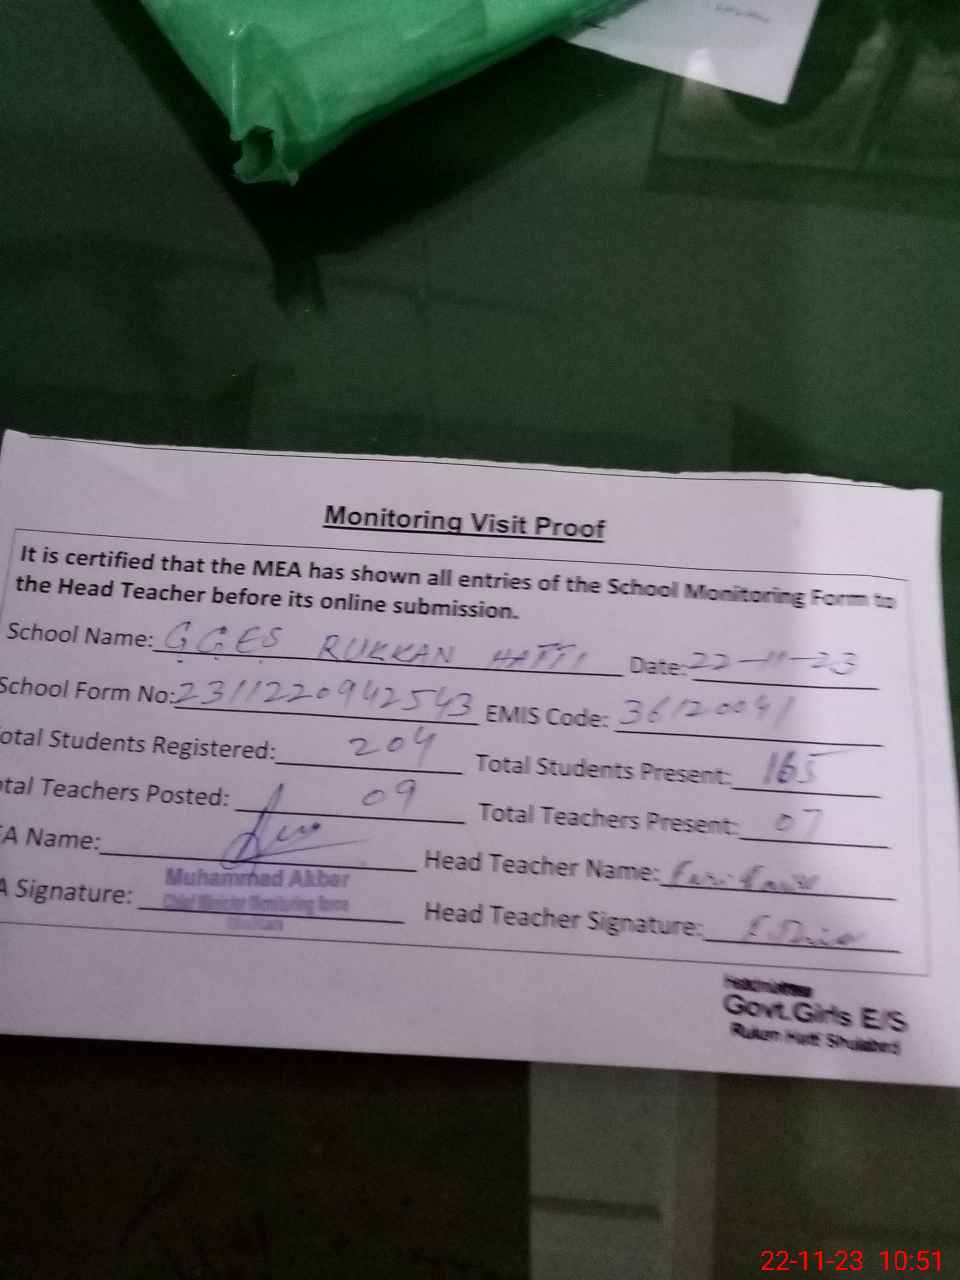 Monitoring Visit Proof
It is certified that the MEA has shown all entries of the School Monitoring Form to
the Head Teacher before its online submission.
School Name: GGES RUKKAN HATTI Date: 22-11-23
School Form No: 2311220942543 EMIS Code: 36120091
otal Students Registered: 204 Total Students Present: 165
tal Teachers Posted: 09 Total Teachers Present: 07
A Name: Head Teacher Name:
Muhammad Akbar
A Signature: Head Teacher Signature:
Govt. Girls E/S
22-11-23 10:51